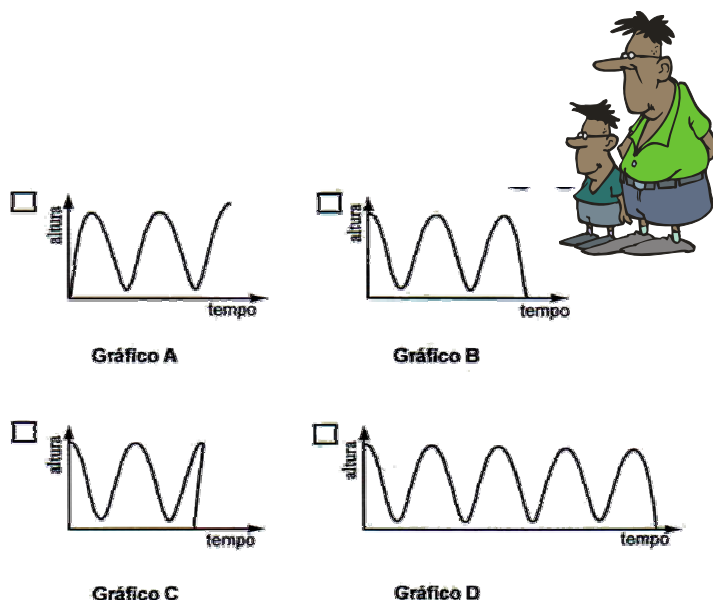 altura
tempo
Gráfico A
altura
tempo
Gráfico B
altura
tempo
Gráfico C
altura
tempo
Gráfico D